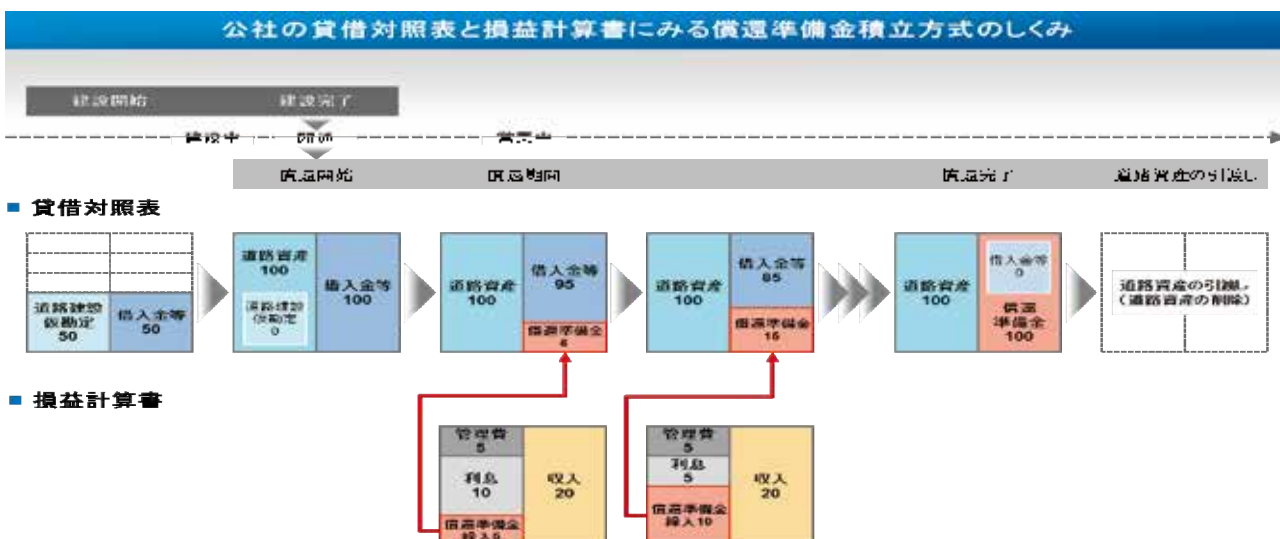 公社の貸借対照表と損益計算書にみる償還準備金積立方式のしくみ
建設開始
建設完了
建設中
開通
営業中
償還開始
償還期間
償還完了
道路資産の引渡し
貸借対照表
道路建設
仮勘定
50
借入金等
50
道路資産
100
道路建設
仮勘定
0
借入金等
100
道路資産
100
借入金等
95
償還準備金
道路資産
100
借入金等
85
償還準備金
15
道路資産
100
借入金等
0
償還
準備金
100
道路資産の引渡し
(道路資産の削除)
損益計算書
管理費
5
利息
10
償還準備金
繰入5
収入
20
管理費
5
利息
5
償還準備金
繰入10
収入
20